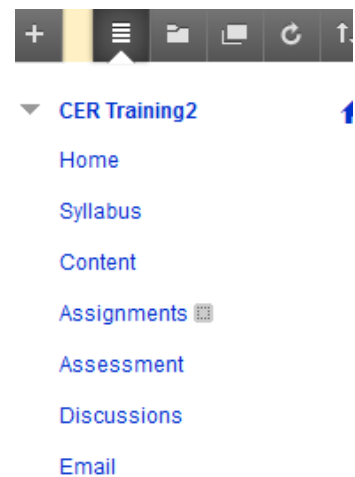 CER Training2
Home
Syllabus
Content
Assignments
Assessment
Discussions
Email